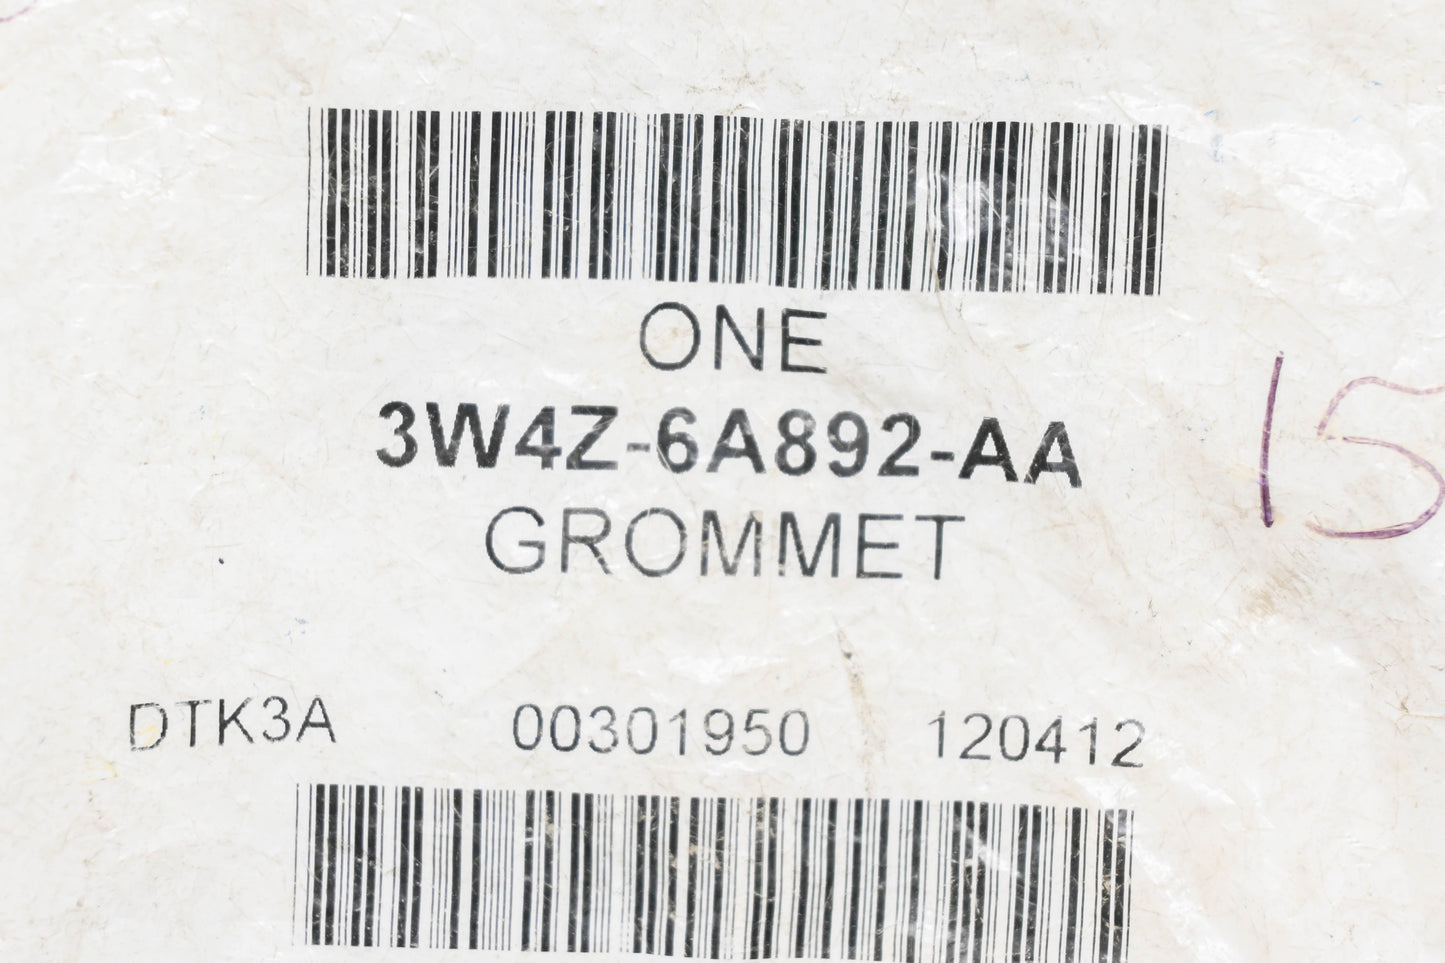 ONE
3W4Z-6A892-AA
15
GROMMET
DTK3A 00301950 120412